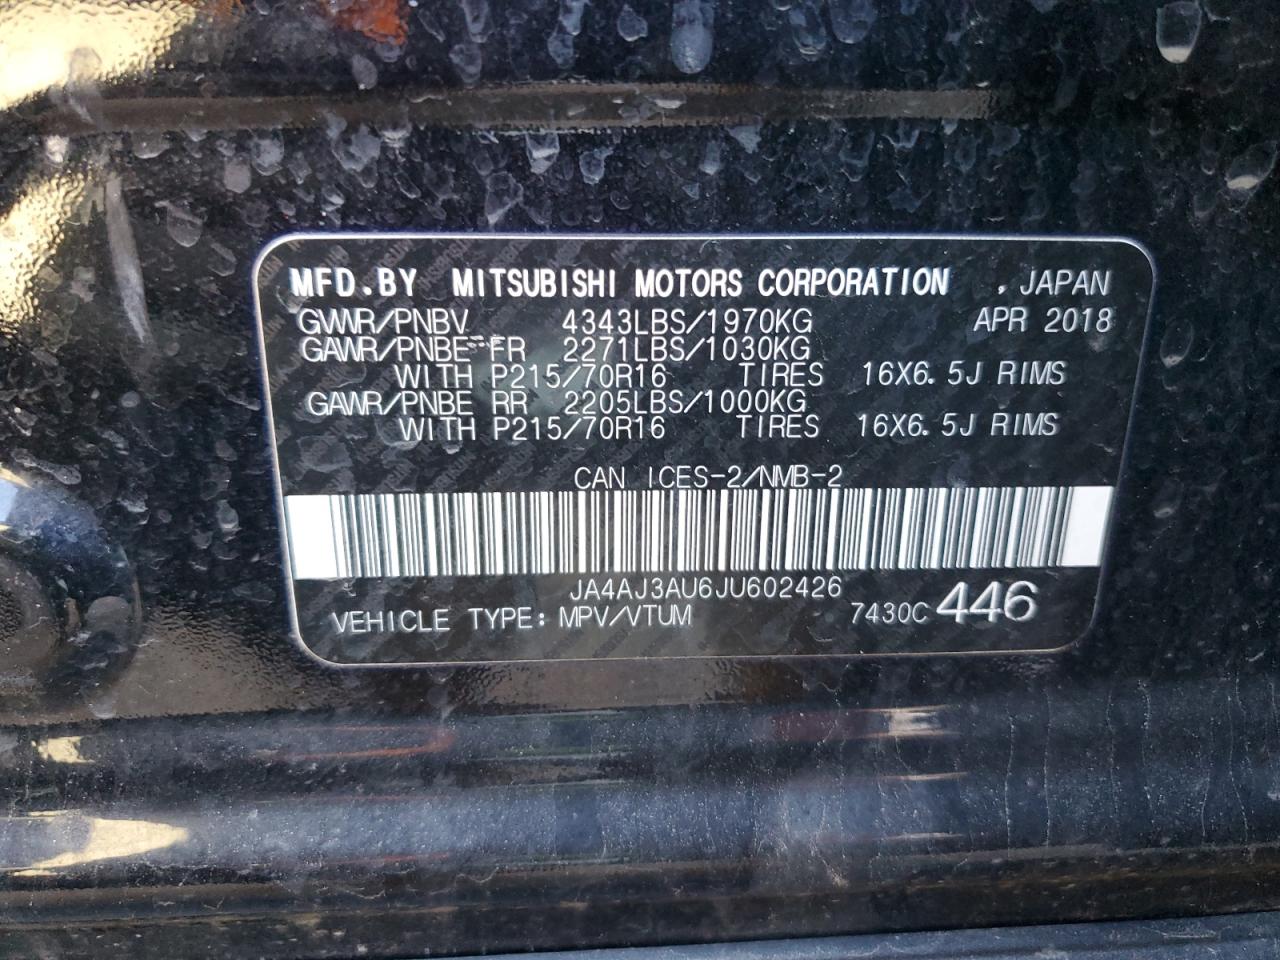 MFD.BY MITSUBISHI MOTORS CORPORATION , JAPAN
GVWR/PNBV 4343LBS/1970KG APR 2018
GAWR/PNBE FR 2271LBS/1030KG
WITH P215/70R16 TIRES 16X6.5J RIMS
GAWR/PNBE RR 2205LBS/1000KG
WITH P215/70R16 TIRES 16X6.5J RIMS
CAN ICES-2/NMB-2
JA4AJ3AU6JU602426
VEHICLE TYPE: MPV/VTUM 7430C 446